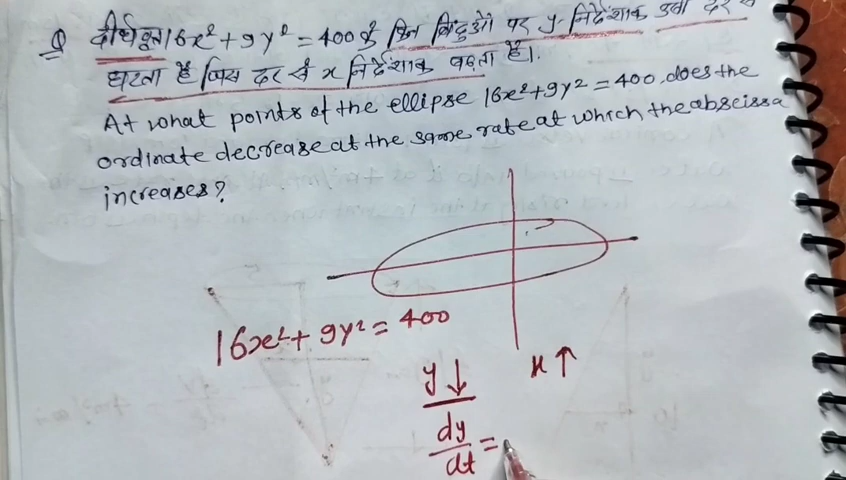 Q दीर्घवृत्त 16x² + 9y² = 400 के किन बिंदुओं पर y निर्देशांक उसी दर से
घटता है जिस दर से x निर्देशांक बढ़ता है।
At what points of the ellipse 16x² + 9y² = 400, does the
ordinate decrease at the same rate at which the abscissa
increases?
16x² + 9y² = 400
y ↓ x ↑
dy/dt =